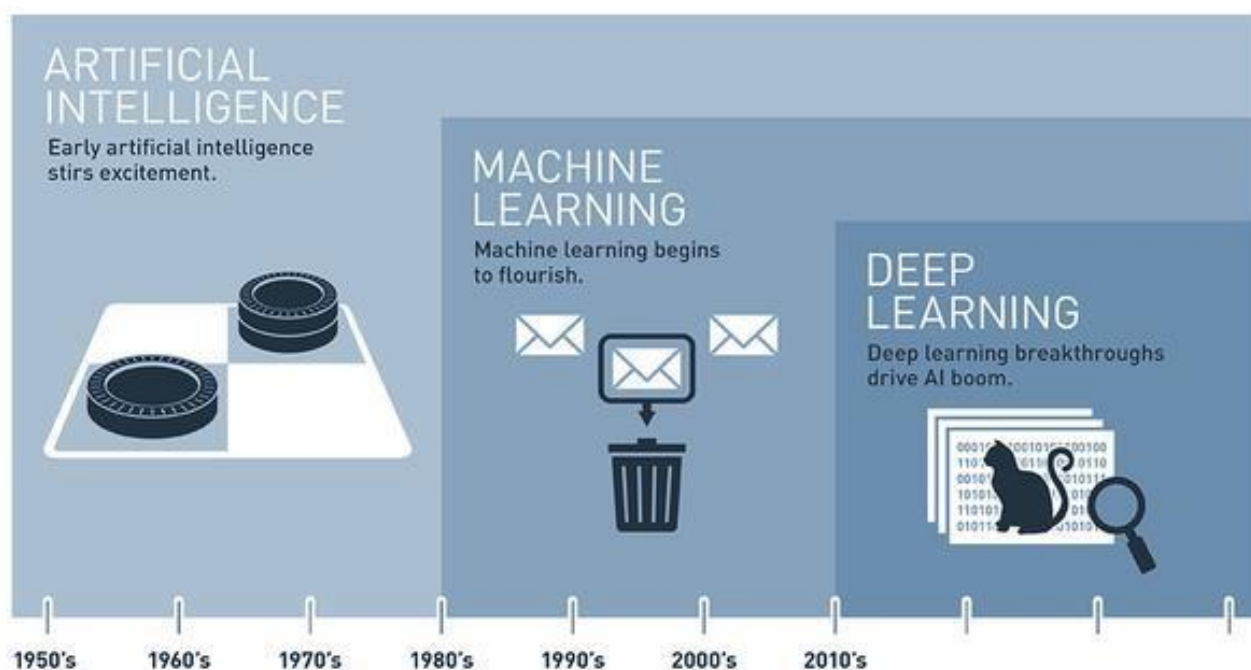 ARTIFICIAL
INTELLIGENCE
Early artificial intelligence
stirs excitement.
MACHINE
LEARNING
Machine learning begins
to flourish.
DEEP
LEARNING
Deep learning breakthroughs
drive AI boom.
1950's 1960's 1970's 1980's 1990's 2000's 2010's